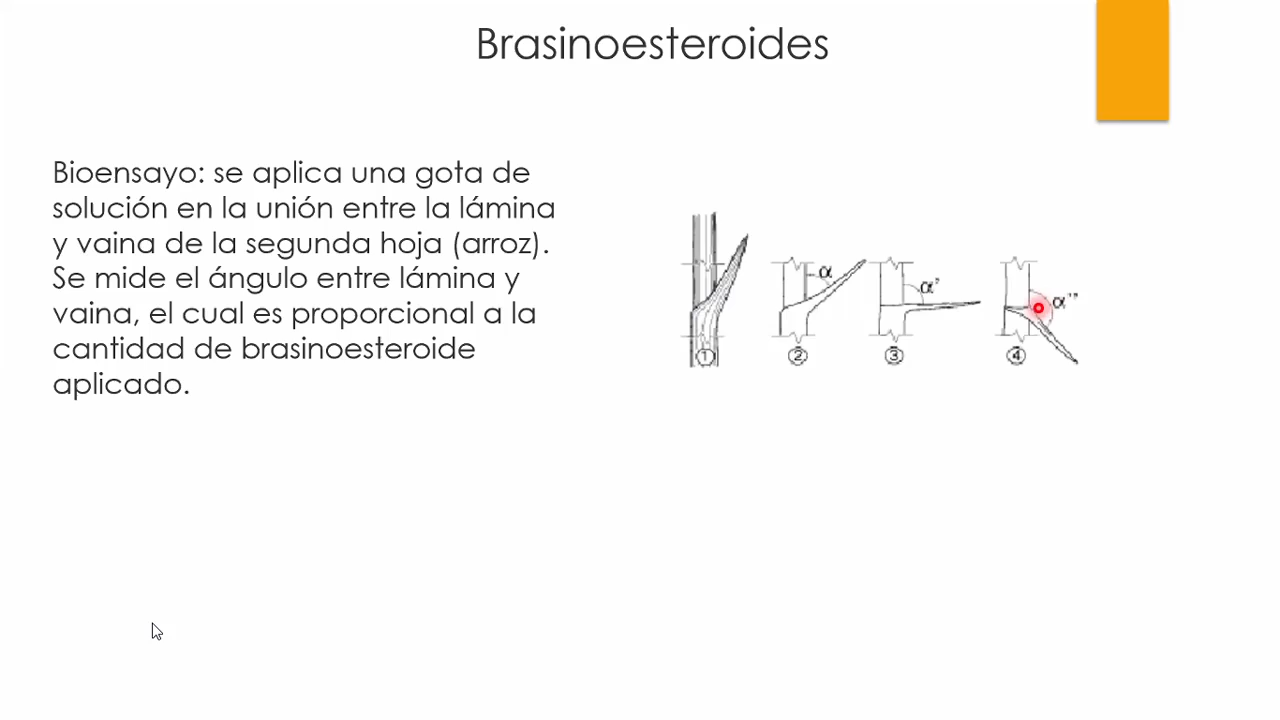 Brasinoesteroides
Bioensayo: se aplica una gota de
solución en la unión entre la lámina
y vaina de la segunda hoja (arroz).
Se mide el ángulo entre lámina y
vaina, el cual es proporcional a la
cantidad de brasinoesteroide
aplicado.
α
α'
α''
① ② ③ ④